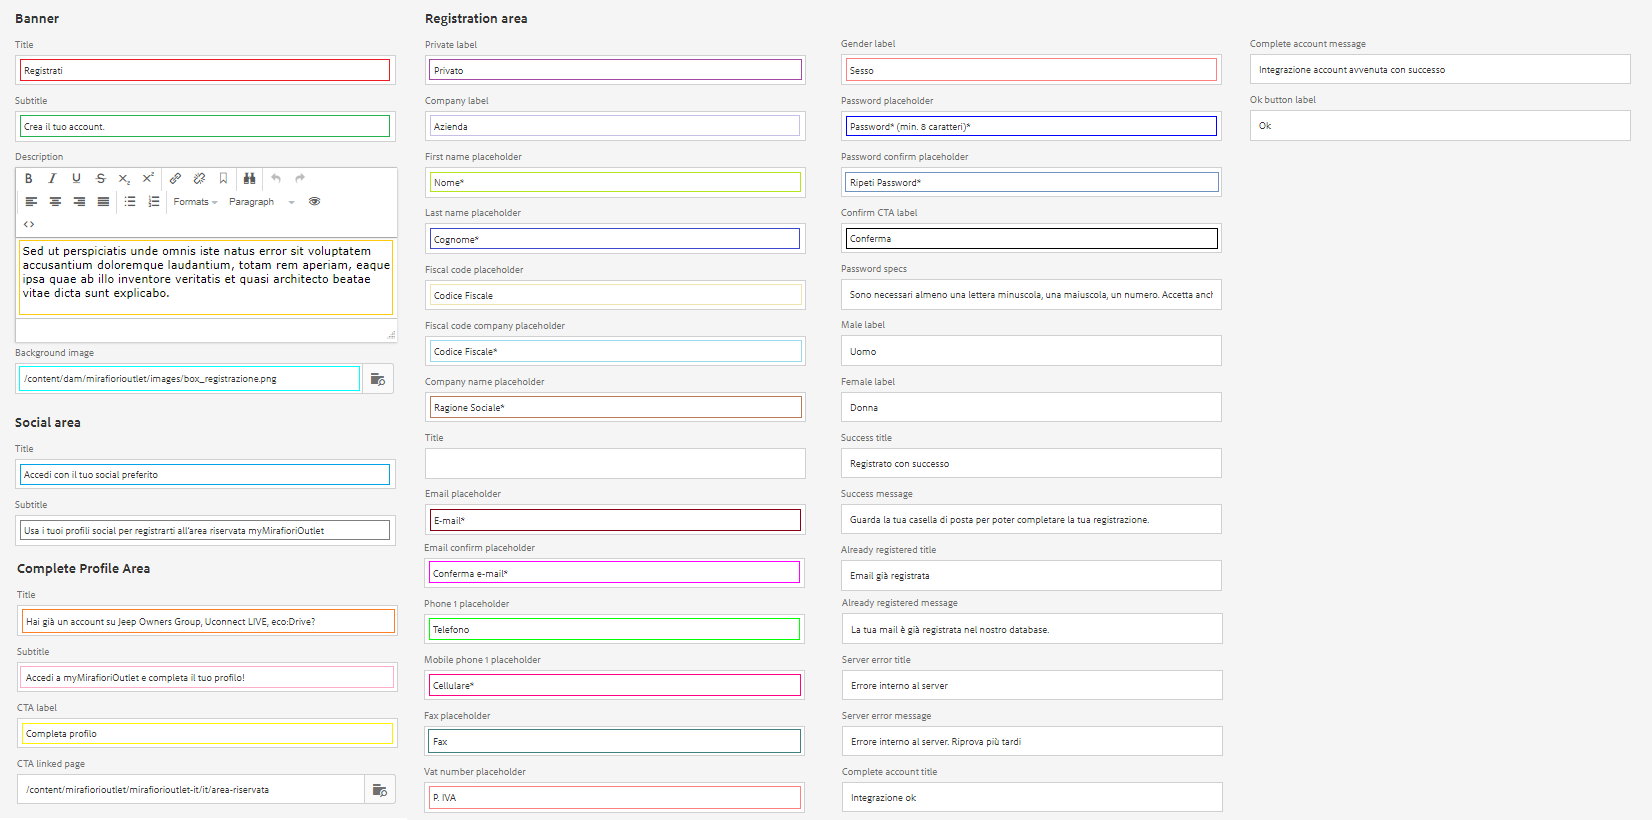 Banner
Title
Registrati
Subtitle
Crea il tuo account.
Description
B I U S X₂ X²
Formats Paragraph
<>
Sed ut perspiciatis unde omnis iste natus error sit voluptatem
accusantium doloremque laudantium, totam rem aperiam, eaque
ipsa quae ab illo inventore veritatis et quasi architecto beatae
vitae dicta sunt explicabo.
Background image
/content/dam/mirafiorioutlet/images/box_registrazione.png
Social area
Title
Accedi con il tuo social preferito
Subtitle
Usa i tuoi profili social per registrarti all'area riservata myMirafioriOutlet
Complete Profile Area
Title
Hai già un account su Jeep Owners Group, Uconnect LIVE, eco:Drive?
Subtitle
Accedi a myMirafioriOutlet e completa il tuo profilo!
CTA label
Completa profilo
CTA linked page
/content/mirafiorioutlet/mirafiorioutlet-it/it/area-riservata
Registration area
Private label
Privato
Company label
Azienda
First name placeholder
Nome*
Last name placeholder
Cognome*
Fiscal code placeholder
Codice Fiscale
Fiscal code company placeholder
Codice Fiscale*
Company name placeholder
Ragione Sociale*
Title
Email placeholder
E-mail*
Email confirm placeholder
Conferma e-mail*
Phone 1 placeholder
Telefono
Mobile phone 1 placeholder
Cellulare*
Fax placeholder
Fax
Vat number placeholder
P. IVA
Gender label
Sesso
Password placeholder
Password* (min. 8 caratteri)*
Password confirm placeholder
Ripeti Password*
Confirm CTA label
Conferma
Password specs
Sono necessari almeno una lettera minuscola, una maiuscola, un numero. Accetta anch
Male label
Uomo
Female label
Donna
Success title
Registrato con successo
Success message
Guarda la tua casella di posta per poter completare la tua registrazione.
Already registered title
Email già registrata
Already registered message
La tua mail è già registrata nel nostro database.
Server error title
Errore interno al server
Server error message
Errore interno al server. Riprova più tardi
Complete account title
Integrazione ok
Complete account message
Integrazione account avvenuta con successo
Ok button label
Ok